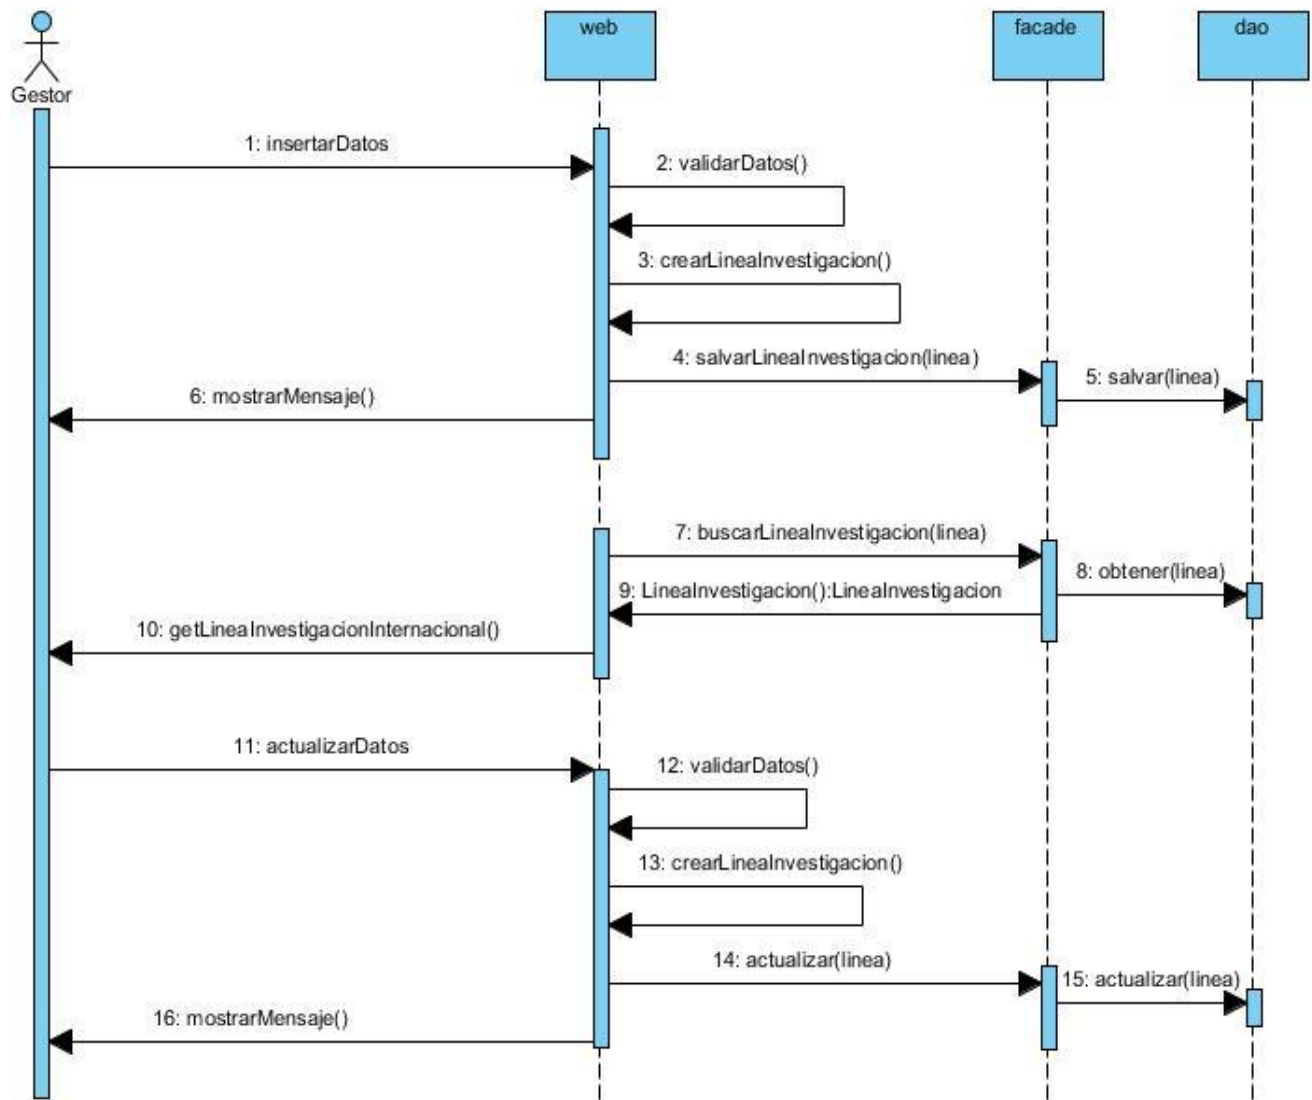 web
facade
dao
Gestor
1: insertarDatos
2: validarDatos()
3: crearLineaInvestigacion()
4: salvarLineaInvestigacion(linea)
5: salvar(linea)
6: mostrarMensaje()
7: buscarLineaInvestigacion(linea)
8: obtener(linea)
9: LineaInvestigacion():LineaInvestigacion
10: getLineaInvestigacionInternacional()
11: actualizarDatos
12: validarDatos()
13: crearLineaInvestigacion()
14: actualizar(linea)
15: actualizar(linea)
16: mostrarMensaje()